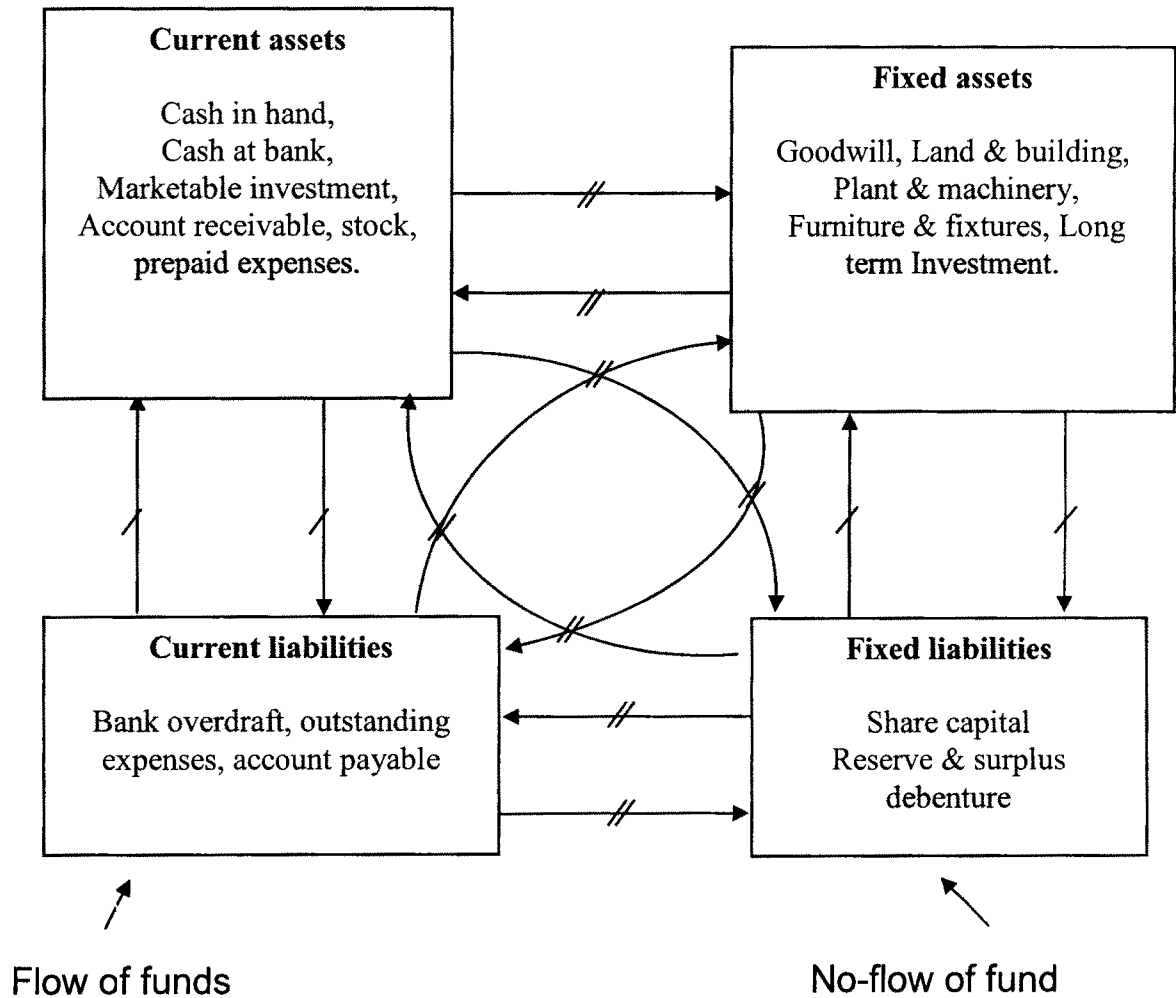 Current assets
Cash in hand,
Cash at bank,
Marketable investment,
Account receivable, stock,
prepaid expenses.
Fixed assets
Goodwill, Land & building,
Plant & machinery,
Furniture & fixtures, Long
term Investment.
Current liabilities
Bank overdraft, outstanding
expenses, account payable
Fixed liabilities
Share capital
Reserve & surplus
debenture
Flow of funds
No-flow of fund